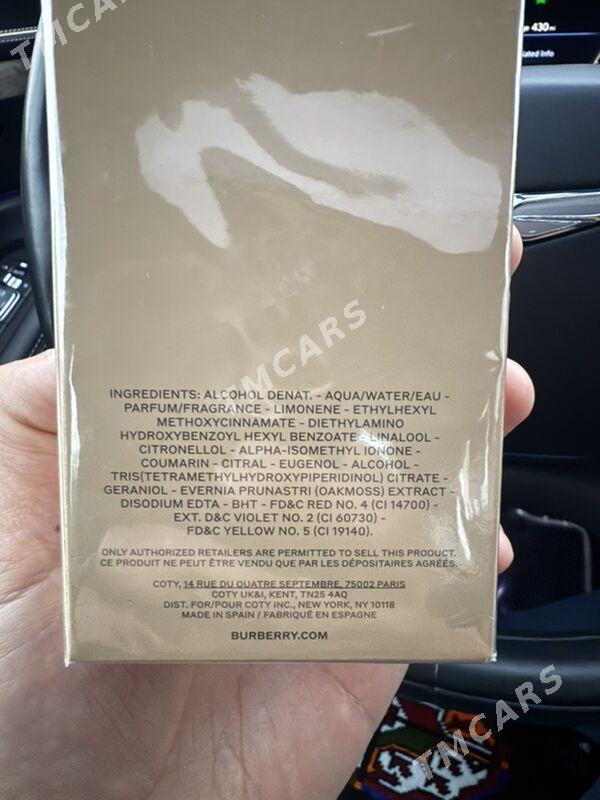 TMCARS
430 mi
ated Info
TMCARS
INGREDIENTS: ALCOHOL DENAT. - AQUA/WATER/EAU -
PARFUM/FRAGRANCE - LIMONENE - ETHYLHEXYL
METHOXYCINNAMATE - DIETHYLAMINO
HYDROXYBENZOYL HEXYL BENZOATE - LINALOOL -
CITRONELLOL - ALPHA-ISOMETHYL IONONE -
COUMARIN - CITRAL - EUGENOL - ALCOHOL -
TRIS(TETRAMETHYLHYDROXYPIPERIDINOL) CITRATE -
GERANIOL - EVERNIA PRUNASTRI (OAKMOSS) EXTRACT -
DISODIUM EDTA - BHT - FD&C RED NO. 4 (CI 14700) -
EXT. D&C VIOLET NO. 2 (CI 60730) -
FD&C YELLOW NO. 5 (CI 19140).
ONLY AUTHORIZED RETAILERS ARE PERMITTED TO SELL THIS PRODUCT.
CE PRODUIT NE PEUT ÊTRE VENDU QUE PAR LES DÉPOSITAIRES AGRÉÉS.
COTY, 14 RUE DU QUATRE SEPTEMBRE, 75002 PARIS
COTY UK&I, KENT, TN25 4AQ
DIST. FOR/POUR COTY INC., NEW YORK, NY 10118
MADE IN SPAIN / FABRIQUÉ EN ESPAGNE
BURBERRY.COM
TMCARS